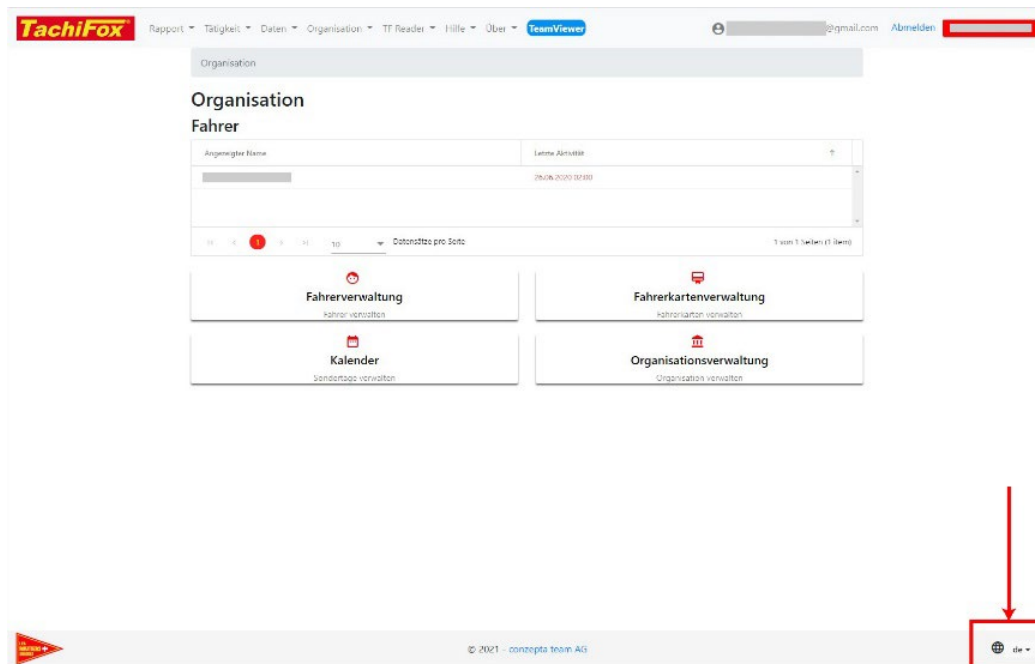 TachiFox Rapport Tätigkeit Daten Organisation TF Reader Hilfe Über TeamViewer @gmail.com Abmelden
Organisation
Organisation
Fahrer
Angezeigter Name Letzte Aktivität
26.06.2020 02:00
1 10 Datensätze pro Seite 1 von 1 Seiten (1 item)
Fahrerverwaltung Fahrerkartenverwaltung
Fahrer verwalten Fahrerkarten verwalten
Kalender Organisationsverwaltung
Sondertage verwalten Organisation verwalten
© 2021 - conzepta team AG de